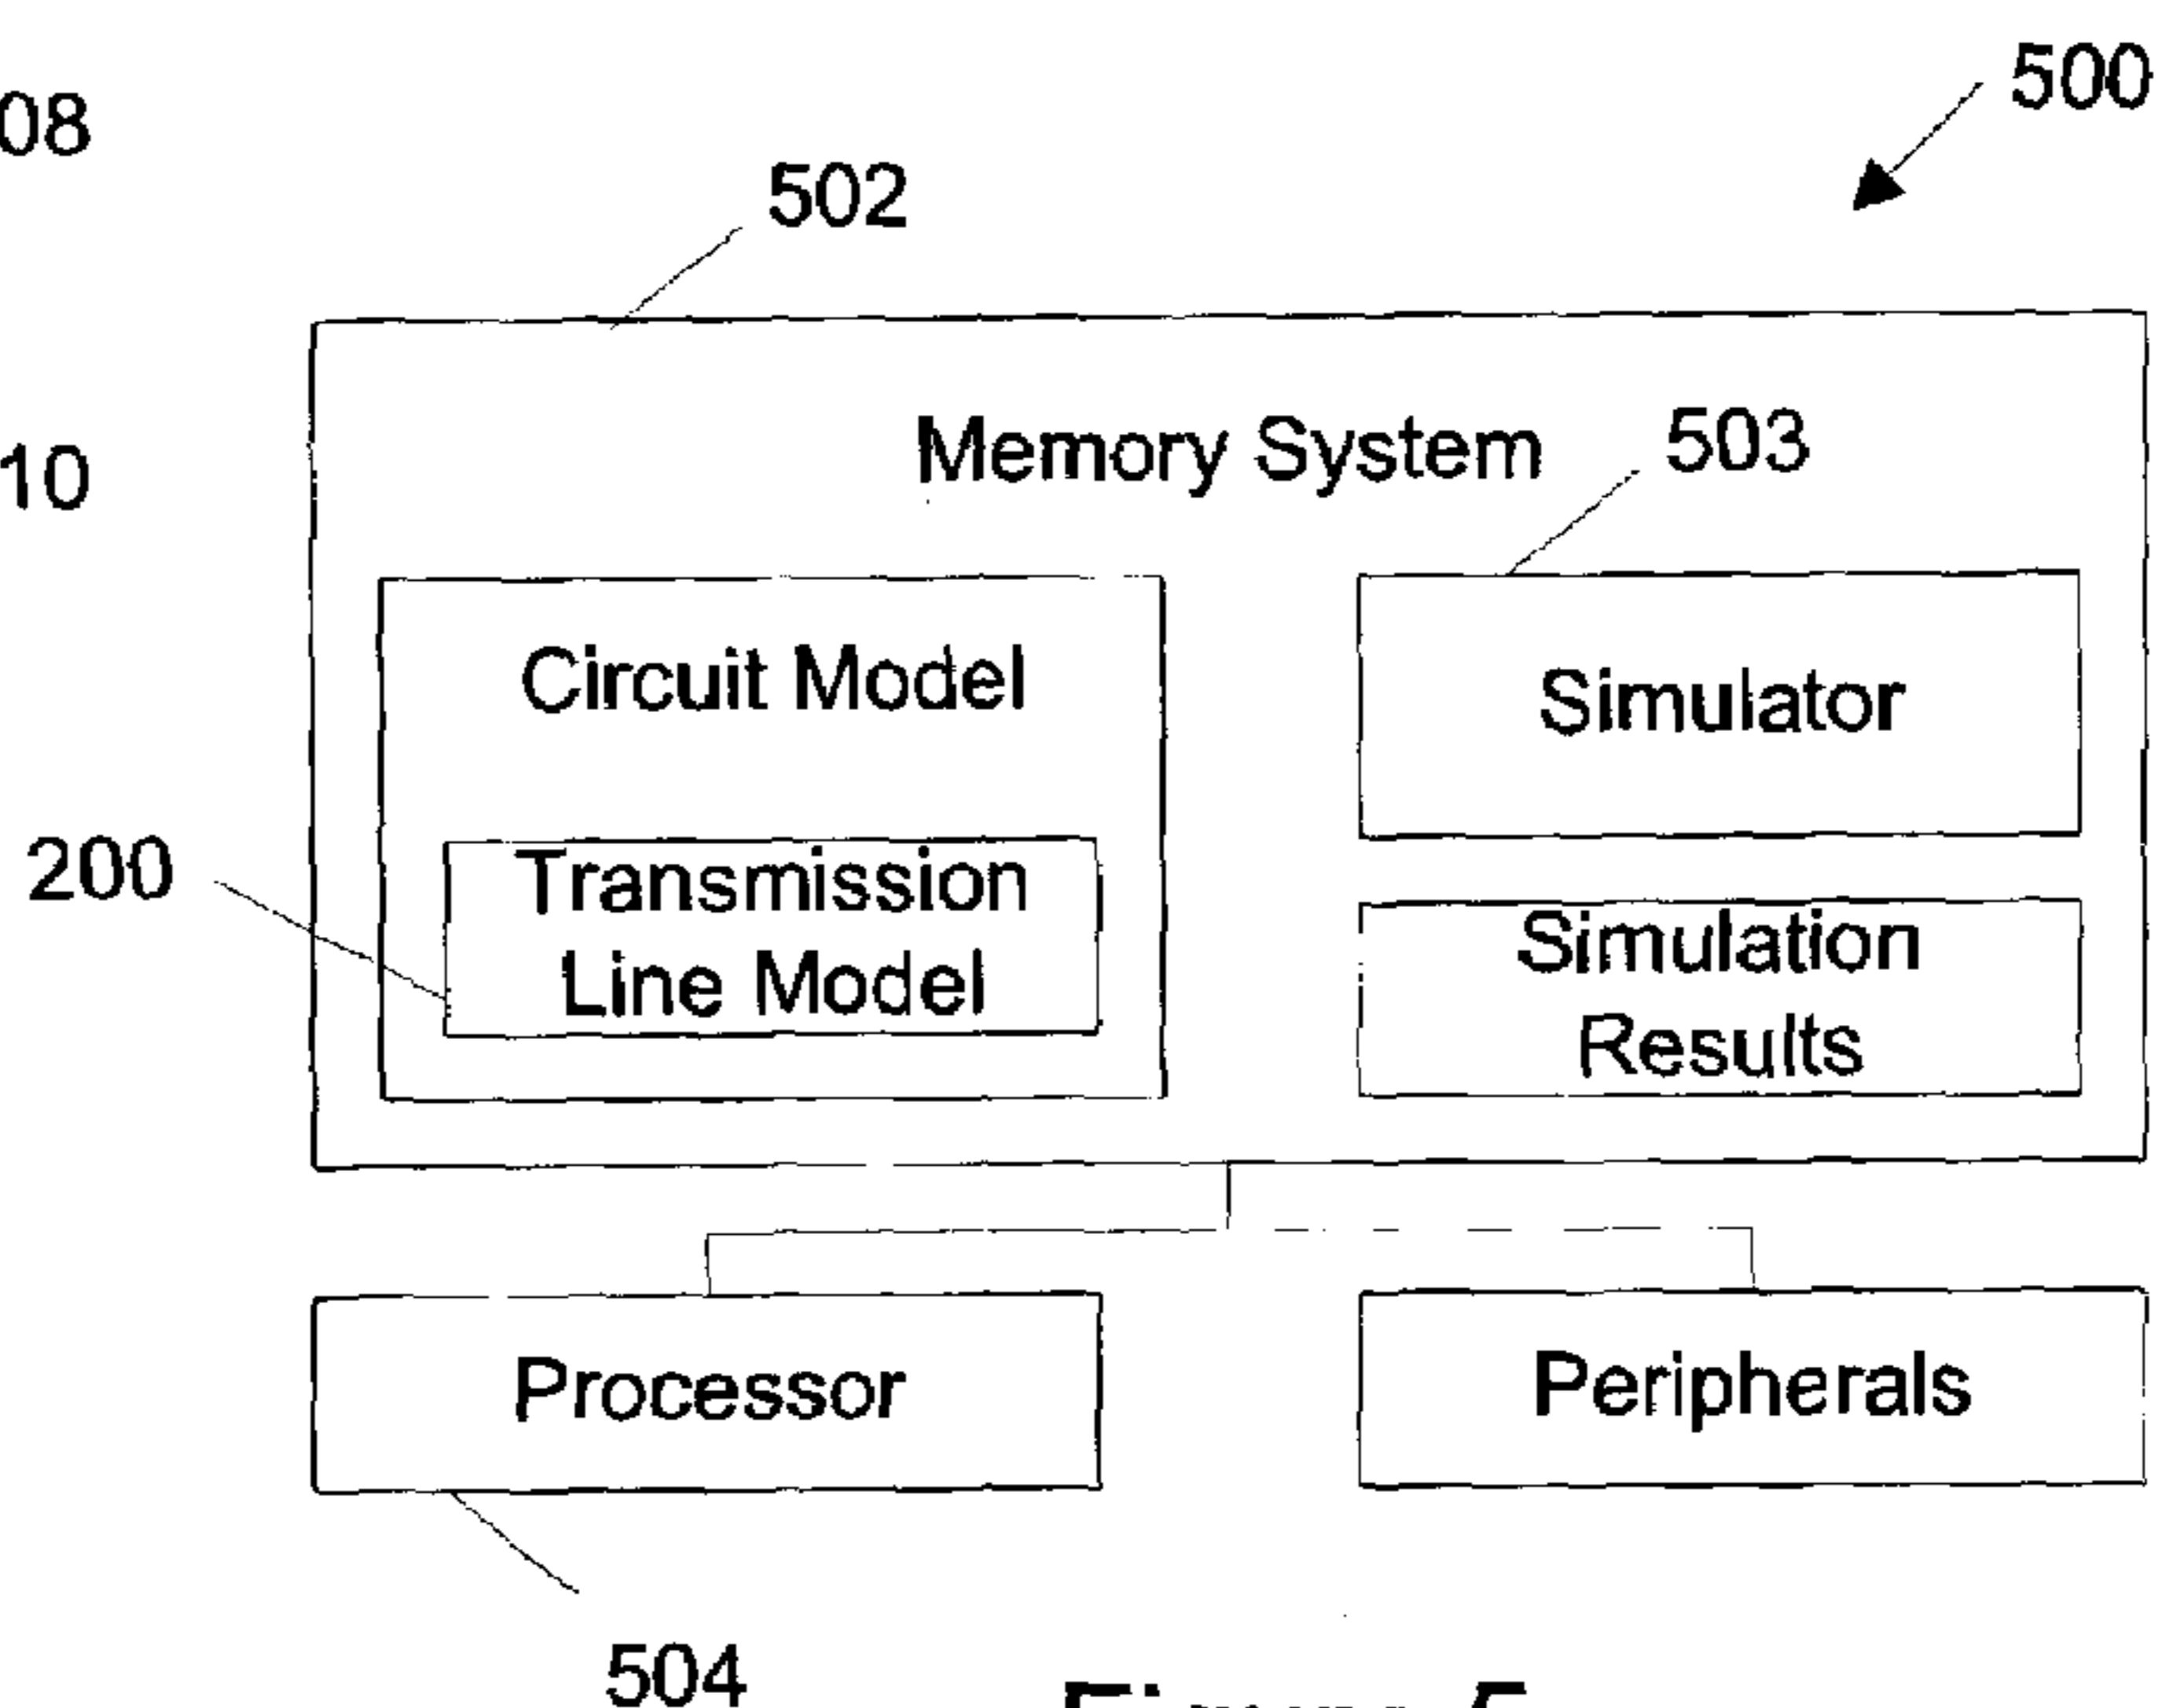 500
08
502
Memory System
503
10
Circuit Model
Simulator
200
Transmission
Line Model
Simulation
Results
Processor
Peripherals
504